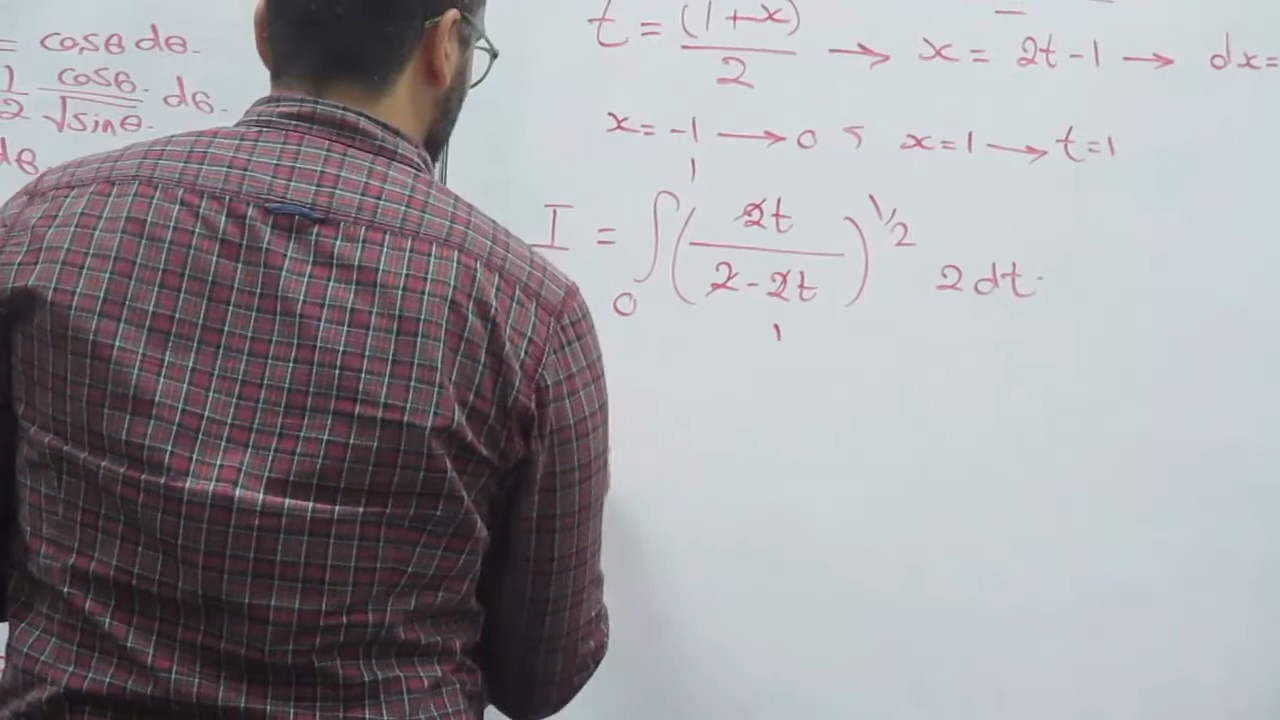 = cosθ dθ.
1/2 cosθ/√sinθ. dθ.
dθ
t = (1+x)/2 → x = 2t-1 → dx=
x = -1 → 0 , x=1 → t=1
I = ∫₀¹ (2t/(2-2t))^1/2 2dt.
1